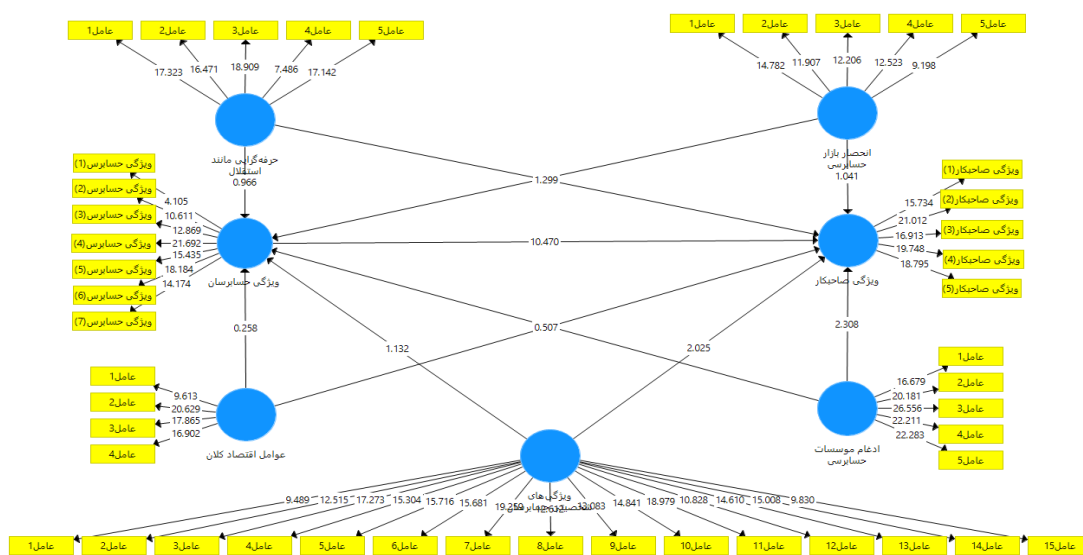 عامل1
عامل2
عامل3
عامل4
عامل5
عامل1
عامل2
عامل3
عامل4
عامل5
17.323
16.471
18.909
7.486
17.142
14.782
11.907
12.206
12.523
9.198
حرفه‌گرایی مانند
استقلال
0.966
انحصار بازار
حسابرسی
1.041
1.299
ویژگی حسابرس(1)
ویژگی حسابرس(2)
ویژگی حسابرس(3)
ویژگی حسابرس(4)
ویژگی حسابرس(5)
ویژگی حسابرس(6)
ویژگی حسابرس(7)
4.105
10.611
12.869
21.692
15.435
18.184
14.174
ویژگی حسابرسان
10.470
ویژگی صاحبکار
15.734
21.012
16.913
19.748
18.795
ویژگی صاحبکار(1)
ویژگی صاحبکار(2)
ویژگی صاحبکار(3)
ویژگی صاحبکار(4)
ویژگی صاحبکار(5)
0.258
0.507
2.308
1.132
2.025
عامل1
عامل2
عامل3
عامل4
9.613
20.629
17.865
16.902
عوامل اقتصاد کلان
16.679
20.181
26.556
22.211
22.283
عامل1
عامل2
عامل3
عامل4
عامل5
ادغام موسسات
حسابرسی
ویژگی‌های
9.489
12.515
17.273
15.304
15.716
15.681
19.259
14.841
18.979
10.828
14.610
15.008
9.830
عامل1
عامل2
عامل3
عامل4
عامل5
عامل6
عامل7
عامل8
عامل9
عامل10
عامل11
عامل12
عامل13
عامل14
عامل15